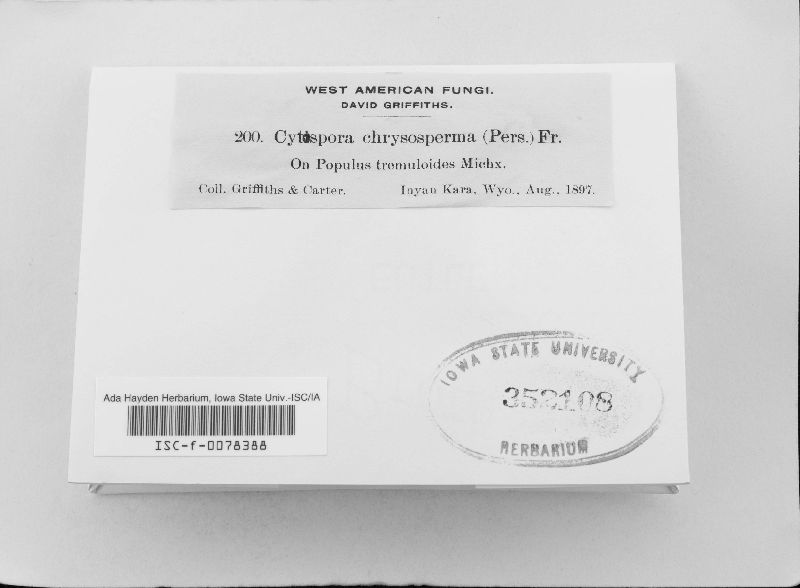 WEST AMERICAN FUNGI.
DAVID GRIFFITHS.
200. Cytospora chrysosperma (Pers.) Fr.
On Populus tremuloides Michx.
Coll. Griffiths & Carter. Inyan Kara, Wyo., Aug., 1897.
IOWA STATE UNIVERSITY
352108
HERBARIUM
Ada Hayden Herbarium, Iowa State Univ.-ISC/IA
ISC-f-0078388